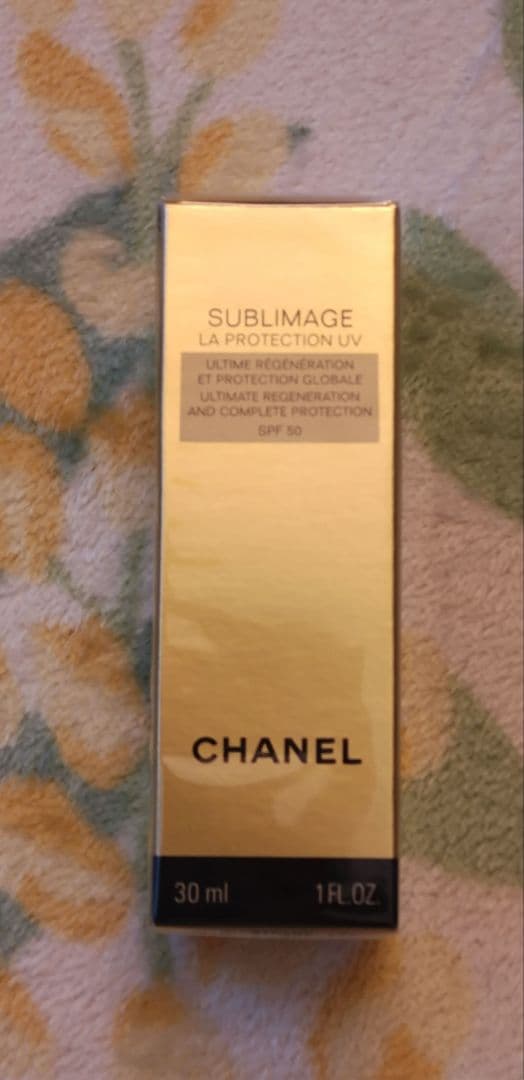 SUBLIMAGE
LA PROTECTION UV
ULTIME RÉGÉNÉRATION
ET PROTECTION GLOBALE
ULTIMATE REGENERATION
AND COMPLETE PROTECTION
SPF 50
CHANEL
30 ml 1 FL.OZ.